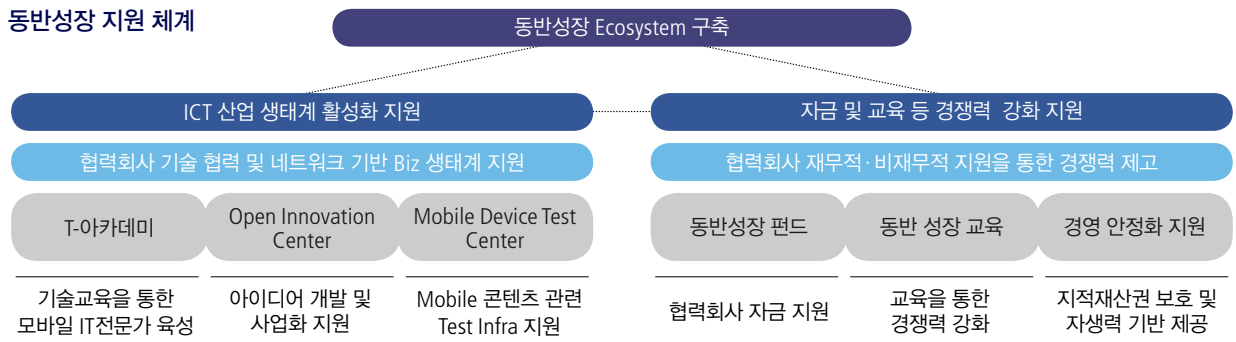 동반성장 지원 체계
동반성장 Ecosystem 구축
ICT 산업 생태계 활성화 지원
협력회사 기술 협력 및 네트워크 기반 Biz 생태계 지원
T-아카데미
Open Innovation
Center
Mobile Device Test
Center
기술교육을 통한
모바일 IT전문가 육성
아이디어 개발 및
사업화 지원
Mobile 콘텐츠 관련
Test Infra 지원
자금 및 교육 등 경쟁력 강화 지원
협력회사 재무적·비재무적 지원을 통한 경쟁력 제고
동반성장 펀드
동반 성장 교육
경영 안정화 지원
협력회사 자금 지원
교육을 통한
경쟁력 강화
지적재산권 보호 및
자생력 기반 제공